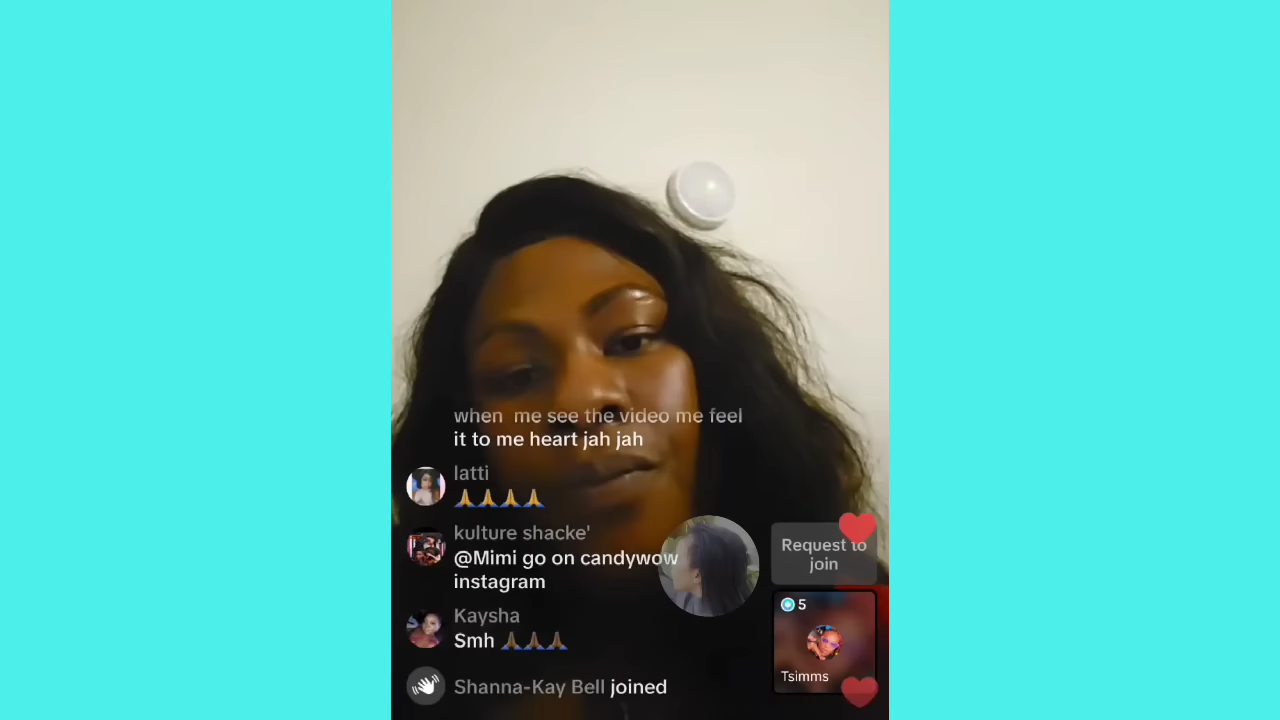 when me see the video me feel
it to me heart jah jah
latti
🙏🙏🙏🙏
kulture shacke'
@Mimi go on candywow
instagram
Kaysha
Smh 🙏🏾🙏🏾🙏🏾
Shanna-Kay Bell joined
Request to
join
5
Tsimms